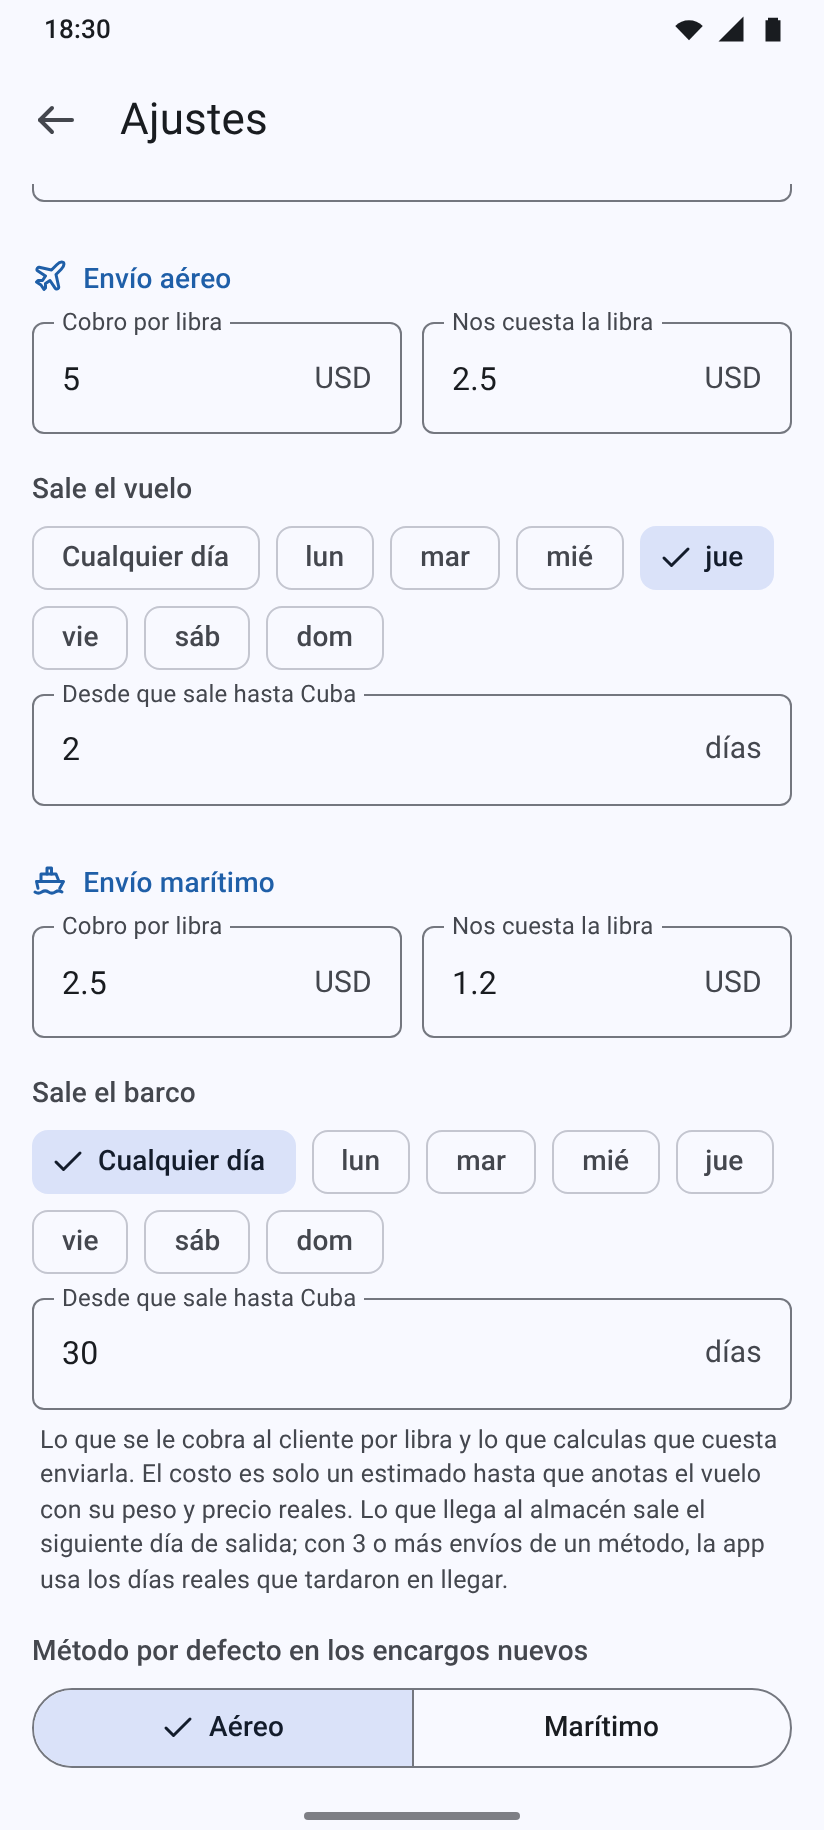 18:30
Ajustes
Envío aéreo
Cobro por libra
5 USD
Nos cuesta la libra
2.5 USD
Sale el vuelo
Cualquier día
lun
mar
mié
jue
vie
sáb
dom
Desde que sale hasta Cuba
2 días
Envío marítimo
Cobro por libra
2.5 USD
Nos cuesta la libra
1.2 USD
Sale el barco
Cualquier día
lun
mar
mié
jue
vie
sáb
dom
Desde que sale hasta Cuba
30 días
Lo que se le cobra al cliente por libra y lo que calculas que cuesta
enviarla. El costo es solo un estimado hasta que anotas el vuelo
con su peso y precio reales. Lo que llega al almacén sale el
siguiente día de salida; con 3 o más envíos de un método, la app
usa los días reales que tardaron en llegar.
Método por defecto en los encargos nuevos
Aéreo
Marítimo